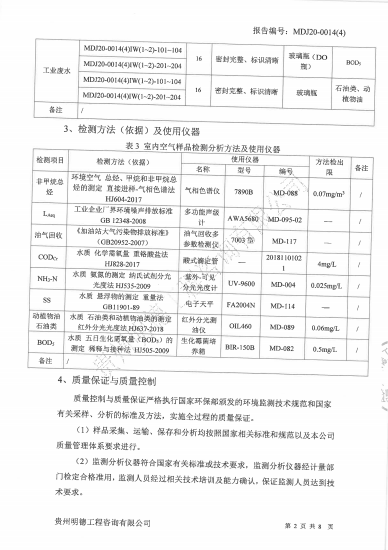 报告编号：MDJ20-0014(4)
工业废水 MDJ20-0014(4)IW(1~2)-101~104 MDJ20-0014(4)IW(1~2)-201~204 16 密封完整、标识清晰 玻璃瓶（DO瓶） BOD₅
MDJ20-0014(4)IW(1~2)-101~104 MDJ20-0014(4)IW(1~2)-201~204 16 密封完整、标识清晰 玻璃瓶 石油类、动植物油
备注 /
3、检测方法（依据）及使用仪器
表 3 室内空气样品检测分析方法及使用仪器
检测项目 检测方法（依据） 使用仪器 方法检出限 备注
名称 型号 编号
非甲烷总烃 环境空气 总烃、甲烷和非甲烷总烃的测定 直接进样-气相色谱法 HJ604-2017 气相色谱仪 7890B MD-088 0.07mg/m³ /
LAeq 工业企业厂界环境噪声排放标准 GB 12348-2008 多功能声级计 AWA5680 MD-095-02 — /
油气回收 《加油站大气污染物排放标准》（GB20952-2007） 油气回收多参数检测仪 7003 型 MD-117 — /
CODCr 水质 化学需氧量 重铬酸盐法 HJ828-2017 酸式滴定管 — 20181101021 4mg/L /
NH₃-N 水质 氨氮的测定 纳氏试剂分光光度法 HJ535-2009 紫外-可见分光光度计 UV-9600 MD-004 0.025mg/L /
SS 水质 悬浮物的测定 重量法 GB11901-89 电子天平 FA2004N MD-114 — /
动植物油石油类 水质 石油类和动植物油类的测定 红外分光光度法 HJ637-2018 红外分光测油仪 OIL460 MD-089 0.06mg/L /
BOD₅ 水质 五日生化需氧量（BOD₅）的测定 稀释与接种法 HJ505-2009 生化霉菌培养箱 BIR-150B MD-082 0.5mg/L /
备注 /
4、质量保证与质量控制
质量控制与质量保证严格执行国家环保部颁发的环境监测技术规范和国家
有关采样、分析的标准及方法，实施全过程的质量保证。
（1）样品采集、运输、保存和分析均按照国家相关标准和规范以及本公司
质量管理体系要求进行。
（2）监测分析仪器符合国家有关标准或技术要求，监测分析仪器经计量部
门检定合格准用，监测人员经过相关技术培训及能力确认，保证监测人员达到技
术要求。
贵州明德工程咨询有限公司 第 2 页 共 8 页